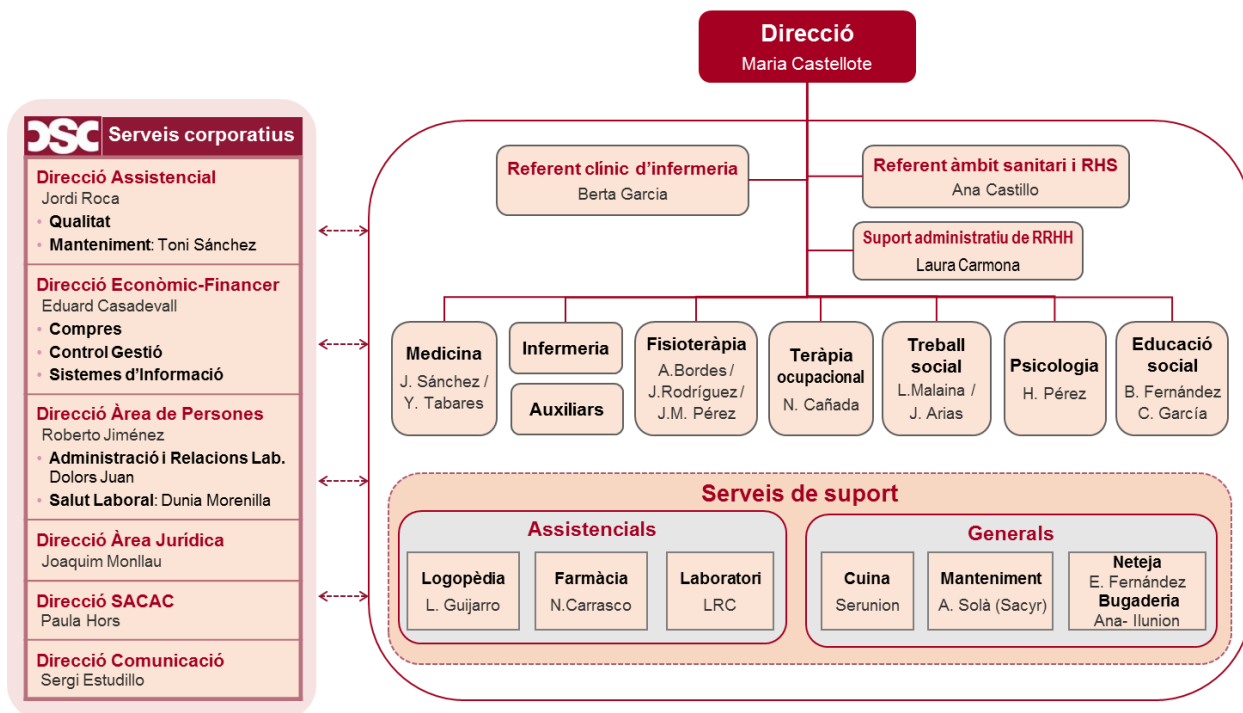 Direcció
Maria Castellote
CSC Serveis corporatius
Direcció Assistencial
Jordi Roca
• Qualitat
• Manteniment: Toni Sánchez
Direcció Econòmic-Financer
Eduard Casadevall
• Compres
• Control Gestió
• Sistemes d'Informació
Direcció Àrea de Persones
Roberto Jiménez
• Administració i Relacions Lab.
Dolors Juan
• Salut Laboral: Dunia Morenilla
Direcció Àrea Jurídica
Joaquim Monllau
Direcció SACAC
Paula Hors
Direcció Comunicació
Sergi Estudillo
Referent clínic d'infermeria
Berta Garcia
Referent àmbit sanitari i RHS
Ana Castillo
Suport administratiu de RRHH
Laura Carmona
Medicina
J. Sánchez /
Y. Tabares
Infermeria
Auxiliars
Fisioteràpia
A.Bordes /
J.Rodríguez/
J.M. Pérez
Teràpia
ocupacional
N. Cañada
Treball
social
L.Malaina /
J. Arias
Psicologia
H. Pérez
Educació
social
B. Fernández
C. García
Serveis de suport
Assistencials
Logopèdia
L. Guijarro
Farmàcia
N.Carrasco
Laboratori
LRC
Generals
Cuina
Serunion
Manteniment
A. Solà (Sacyr)
Neteja
E. Fernández
Bugaderia
Ana- Ilunion